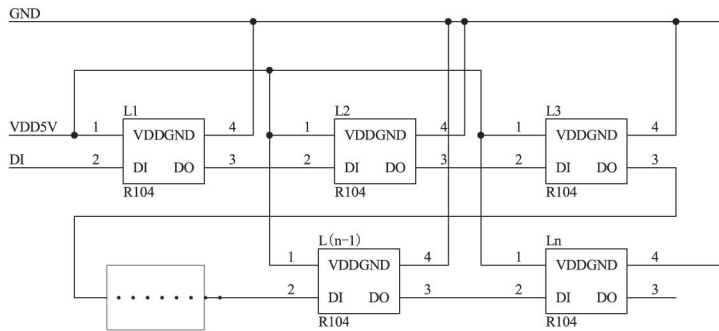 GND
L1 L2 L3
VDD5V 1 VDDGND 4 1 VDDGND 4 1 VDDGND 4
DI 2 DI DO 3 2 DI DO 3 2 DI DO 3
R104 R104 R104
L(n-1) Ln
1 VDDGND 4 1 VDDGND 4
2 DI DO 3 2 DI DO 3
R104 R104